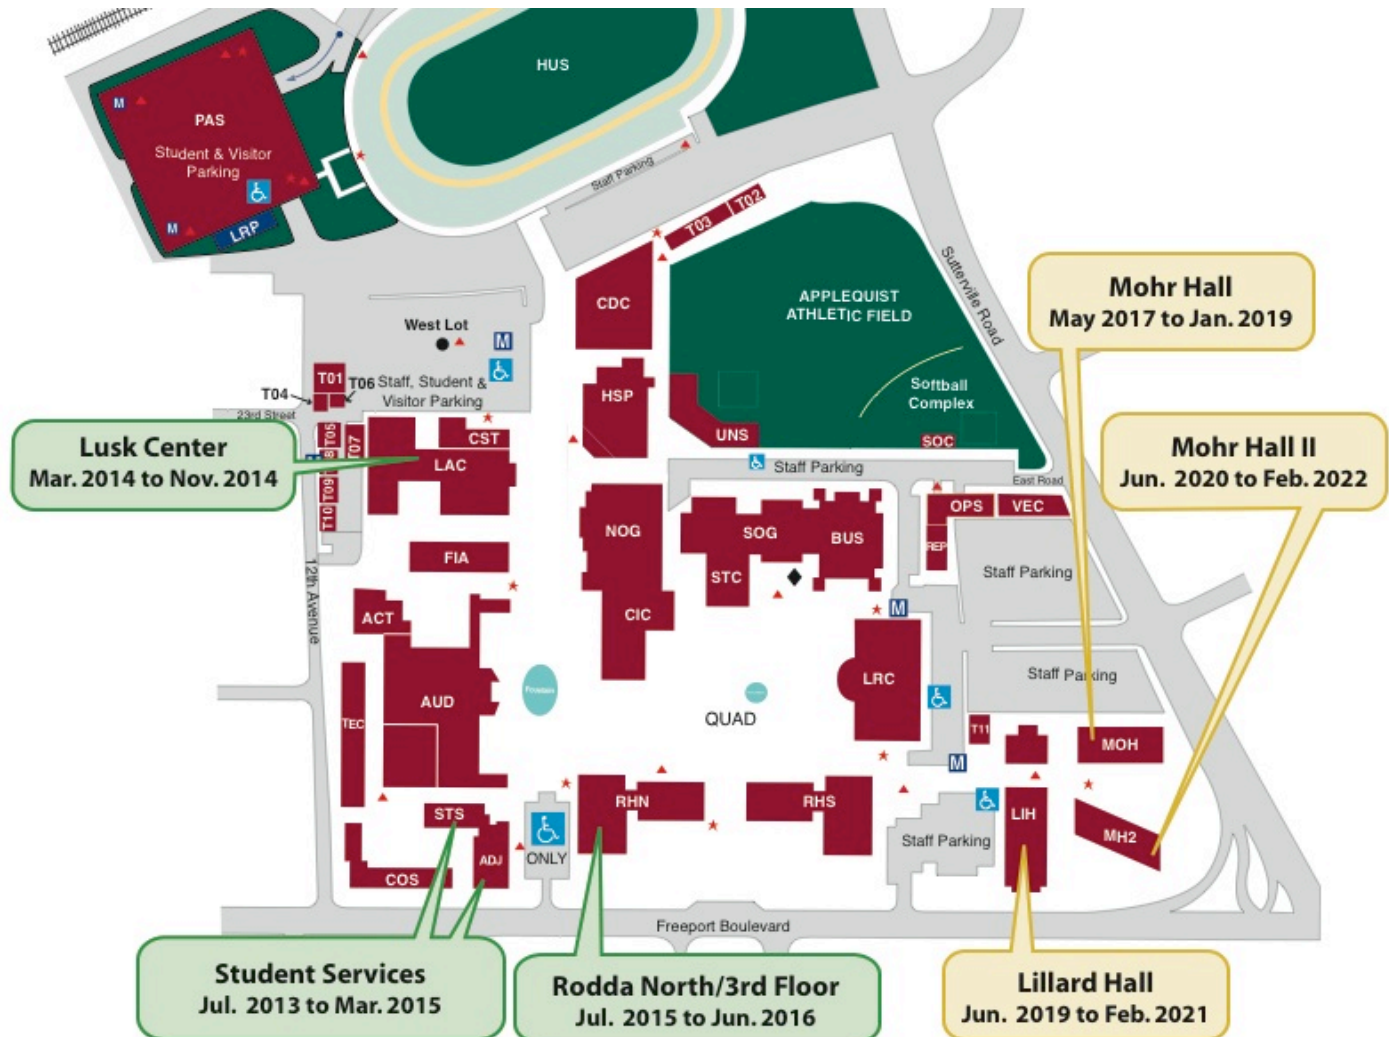 HUS
M
PAS
Student & Visitor
Parking
M
LRP
Staff Parking
T03
T02
Sutterville Road
CDC
APPLEQUIST
ATHLETIC FIELD
Mohr Hall
May 2017 to Jan. 2019
West Lot
M
T01
T04
T06
Staff, Student &
Visitor Parking
23rd Street
HSP
Softball
Complex
T05
T07
CST
UNS
SOC
Lusk Center
Mar. 2014 to Nov. 2014
LAC
Staff Parking
East Road
Mohr Hall II
Jun. 2020 to Feb. 2022
T09
T10
NOG
SOG
BUS
OPS
VEC
REP
FIA
STC
Staff Parking
12th Avenue
ACT
CIC
M
LRC
Staff Parking
AUD
Fountain
QUAD
TEC
T11
MOH
M
STS
RHN
RHS
LIH
MH2
ADJ
ONLY
Staff Parking
COS
Freeport Boulevard
Student Services
Jul. 2013 to Mar. 2015
Rodda North/3rd Floor
Jul. 2015 to Jun. 2016
Lillard Hall
Jun. 2019 to Feb. 2021